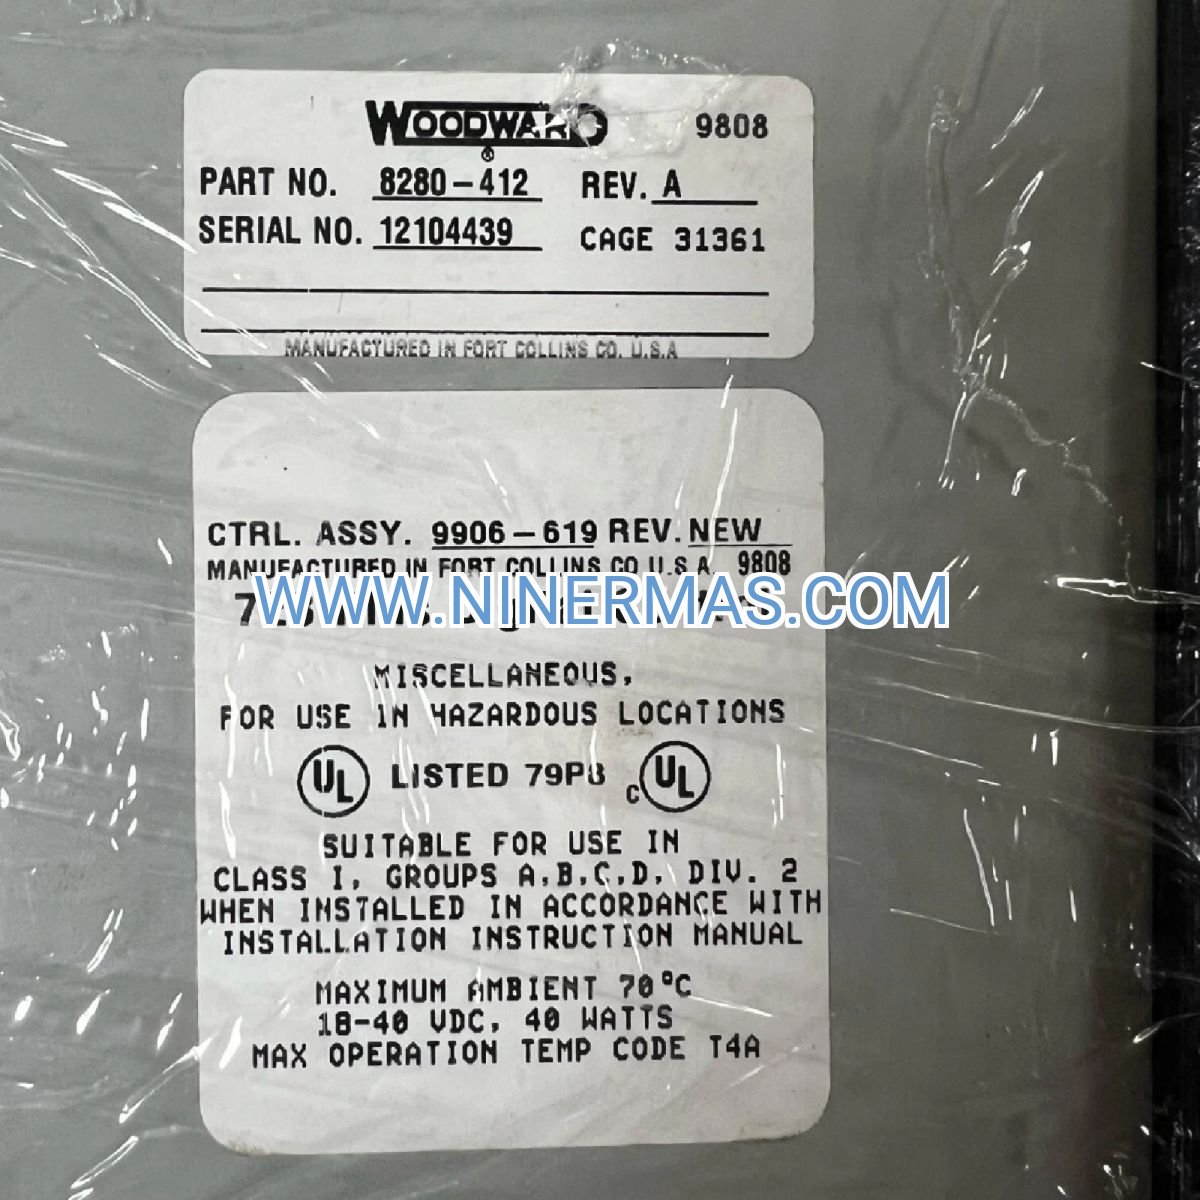 WOODWARD 9808
®
PART NO. 8280-412 REV. A
SERIAL NO. 12104439 CAGE 31361
MANUFACTURED IN FORT COLLINS CO. U.S.A
CTRL. ASSY. 9906-619 REV. NEW
MANUFACTURED IN FORT COLLINS CO U.S.A 9808
WWW.NINERMAS.COM
MISCELLANEOUS,
FOR USE IN HAZARDOUS LOCATIONS
UL LISTED 79P8 c UL
SUITABLE FOR USE IN
CLASS I, GROUPS A,B,C,D, DIV. 2
WHEN INSTALLED IN ACCORDANCE WITH
INSTALLATION INSTRUCTION MANUAL
MAXIMUM AMBIENT 70°C
18-40 VDC, 40 WATTS
MAX OPERATION TEMP CODE T4A